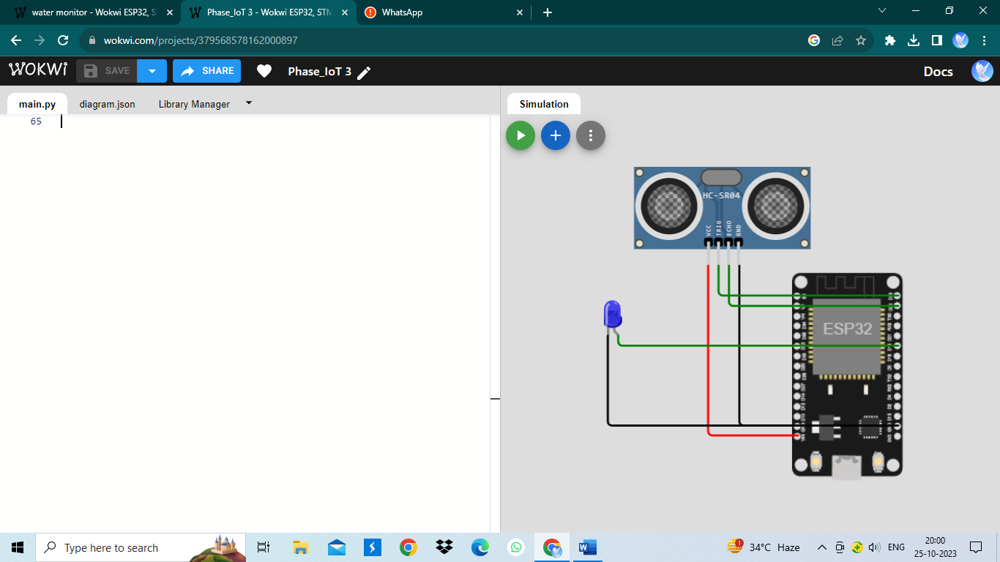 water monitor - Wokwi ESP32, S
Phase_IoT 3 - Wokwi ESP32, STM
WhatsApp
wokwi.com/projects/379568578162000897
WOKWI
SAVE
SHARE
Phase_IoT 3
Docs
main.py
diagram.json
Library Manager
Simulation
65
HC-SR04
VCC
TRIG
ECHO
GND
ESP32
Type here to search
1
34°C Haze
ENG
20:00
25-10-2023